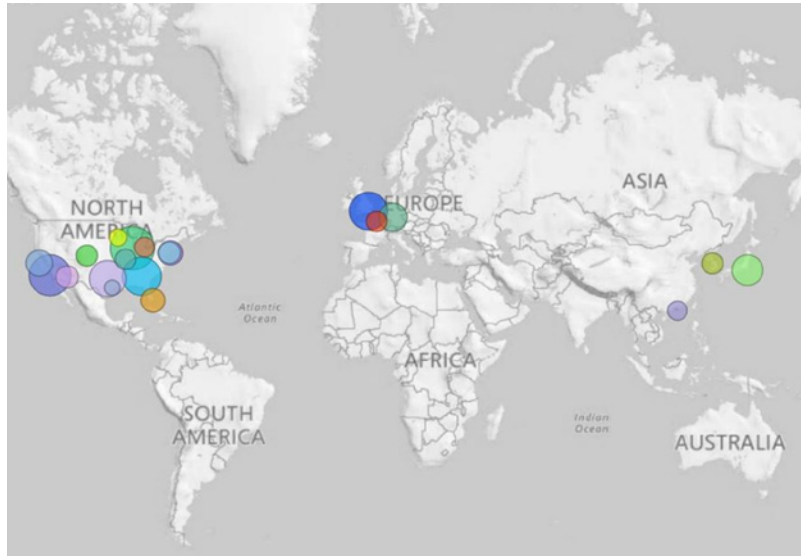 ASIA
NORTH
AMERICA
EUROPE
Atlantic
Ocean
AFRICA
SOUTH
AMERICA
Indian
Ocean
AUSTRALIA